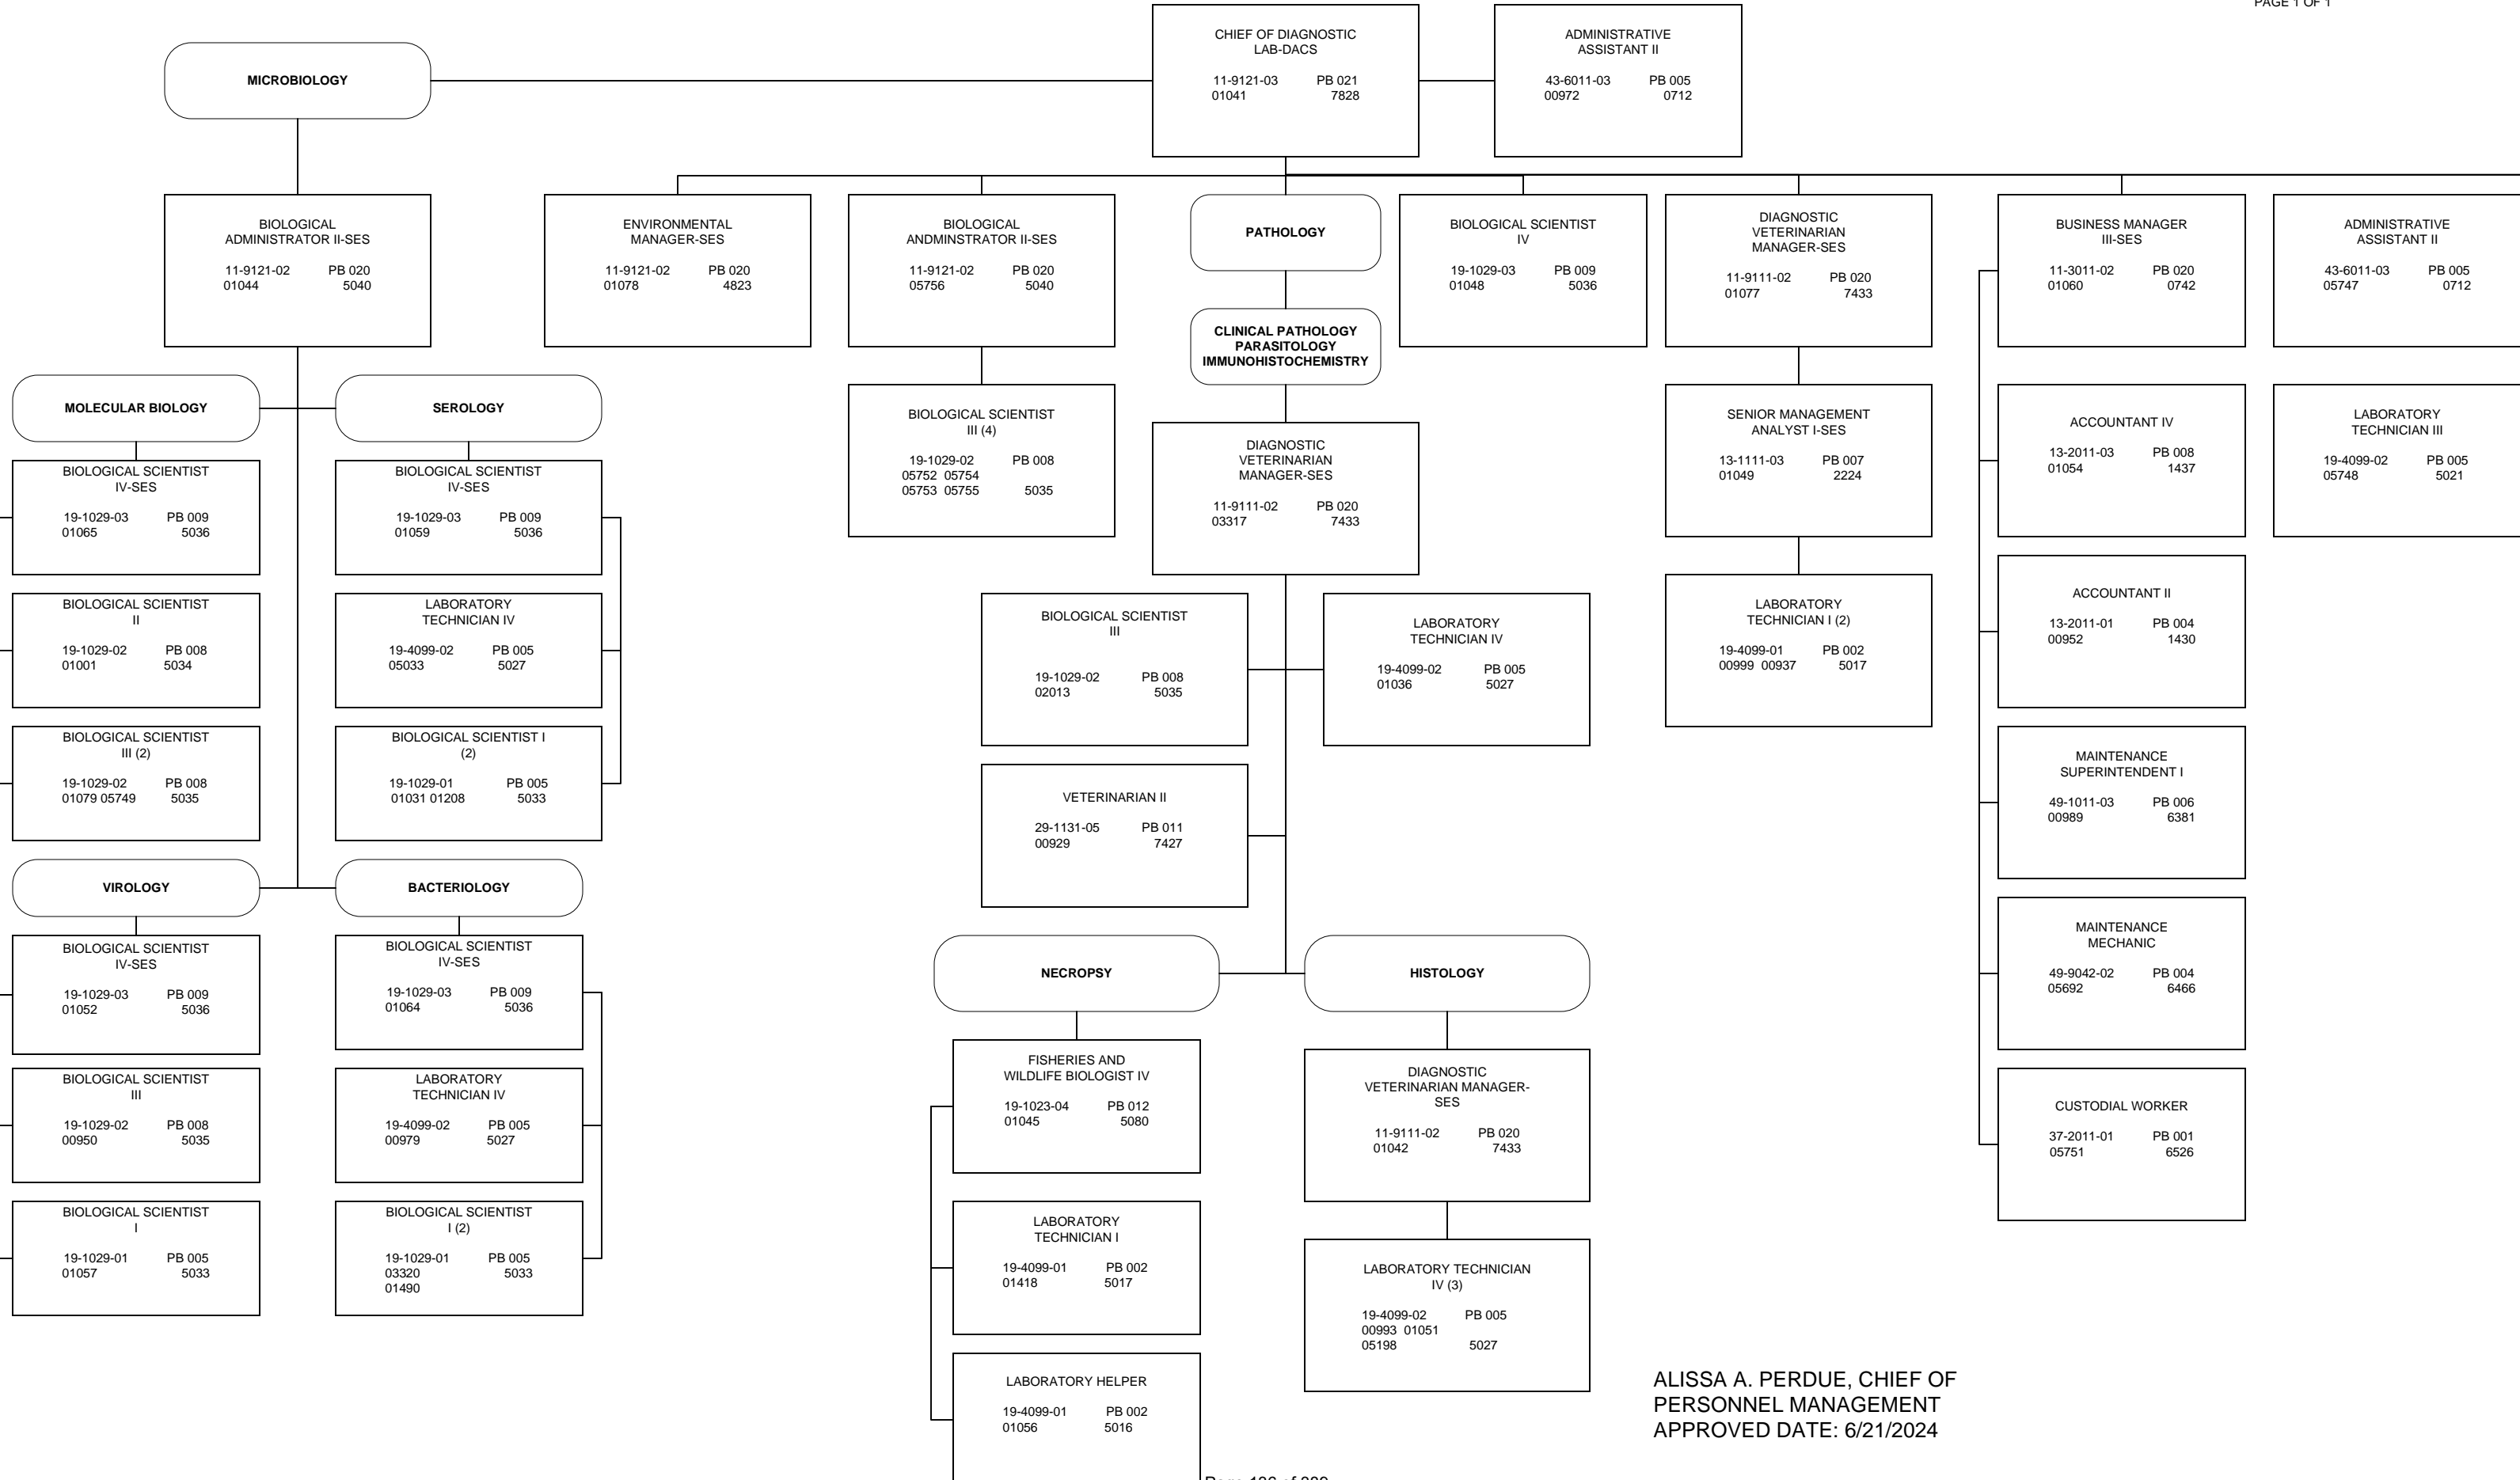 PAGE 1 OF 1
CHIEF OF DIAGNOSTIC
LAB-DACS
11-9121-03 PB 021
01041 7828
ADMINISTRATIVE
ASSISTANT II
43-6011-03 PB 005
00972 0712
MICROBIOLOGY
BIOLOGICAL
ADMINISTRATOR II-SES
11-9121-02 PB 020
01044 5040
ENVIRONMENTAL
MANAGER-SES
11-9121-02 PB 020
01078 4823
BIOLOGICAL
ANDMINSTRATOR II-SES
11-9121-02 PB 020
05756 5040
PATHOLOGY
BIOLOGICAL SCIENTIST
IV
19-1029-03 PB 009
01048 5036
DIAGNOSTIC
VETERINARIAN
MANAGER-SES
11-9111-02 PB 020
01077 7433
BUSINESS MANAGER
III-SES
11-3011-02 PB 020
01060 0742
ADMINISTRATIVE
ASSISTANT II
43-6011-03 PB 005
05747 0712
CLINICAL PATHOLOGY
PARASITOLOGY
IMMUNOHISTOCHEMISTRY
MOLECULAR BIOLOGY
SEROLOGY
BIOLOGICAL SCIENTIST
III (4)
19-1029-02 PB 008
05752 05754
05753 05755 5035
DIAGNOSTIC
VETERINARIAN
MANAGER-SES
11-9111-02 PB 020
03317 7433
SENIOR MANAGEMENT
ANALYST I-SES
13-1111-03 PB 007
01049 2224
ACCOUNTANT IV
13-2011-03 PB 008
01054 1437
LABORATORY
TECHNICIAN III
19-4099-02 PB 005
05748 5021
BIOLOGICAL SCIENTIST
IV-SES
19-1029-03 PB 009
01065 5036
BIOLOGICAL SCIENTIST
IV-SES
19-1029-03 PB 009
01059 5036
BIOLOGICAL SCIENTIST
II
19-1029-02 PB 008
01001 5034
LABORATORY
TECHNICIAN IV
19-4099-02 PB 005
05033 5027
BIOLOGICAL SCIENTIST
III
19-1029-02 PB 008
02013 5035
LABORATORY
TECHNICIAN IV
19-4099-02 PB 005
01036 5027
LABORATORY
TECHNICIAN I (2)
19-4099-01 PB 002
00999 00937 5017
ACCOUNTANT II
13-2011-01 PB 004
00952 1430
BIOLOGICAL SCIENTIST
III (2)
19-1029-02 PB 008
01079 05749 5035
BIOLOGICAL SCIENTIST I
(2)
19-1029-01 PB 005
01031 01208 5033
VETERINARIAN II
29-1131-05 PB 011
00929 7427
MAINTENANCE
SUPERINTENDENT I
49-1011-03 PB 006
00989 6381
VIROLOGY
BACTERIOLOGY
MAINTENANCE
MECHANIC
49-9042-02 PB 004
05692 6466
BIOLOGICAL SCIENTIST
IV-SES
19-1029-03 PB 009
01052 5036
BIOLOGICAL SCIENTIST
IV-SES
19-1029-03 PB 009
01064 5036
NECROPSY
HISTOLOGY
BIOLOGICAL SCIENTIST
III
19-1029-02 PB 008
00950 5035
LABORATORY
TECHNICIAN IV
19-4099-02 PB 005
00979 5027
FISHERIES AND
WILDLIFE BIOLOGIST IV
19-1023-04 PB 012
01045 5080
DIAGNOSTIC
VETERINARIAN MANAGER-
SES
11-9111-02 PB 020
01042 7433
CUSTODIAL WORKER
37-2011-01 PB 001
05751 6526
BIOLOGICAL SCIENTIST
I
19-1029-01 PB 005
01057 5033
BIOLOGICAL SCIENTIST
I (2)
19-1029-01 PB 005
03320 5033
01490
LABORATORY
TECHNICIAN I
19-4099-01 PB 002
01418 5017
LABORATORY TECHNICIAN
IV (3)
19-4099-02 PB 005
00993 01051
05198 5027
LABORATORY HELPER
19-4099-01 PB 002
01056 5016
ALISSA A. PERDUE, CHIEF OF
PERSONNEL MANAGEMENT
APPROVED DATE: 6/21/2024